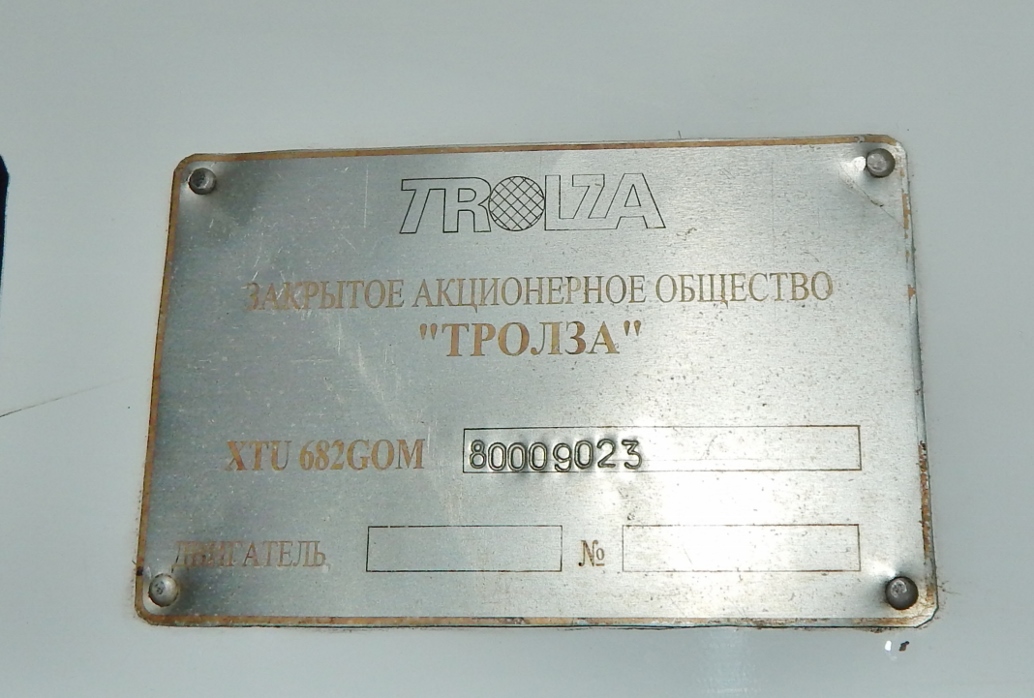 TROLZA
ЗАКРЫТОЕ АКЦИОНЕРНОЕ ОБЩЕСТВО
"ТРОЛЗА"
XTU 682GOM 80009023
ДВИГАТЕЛЬ №